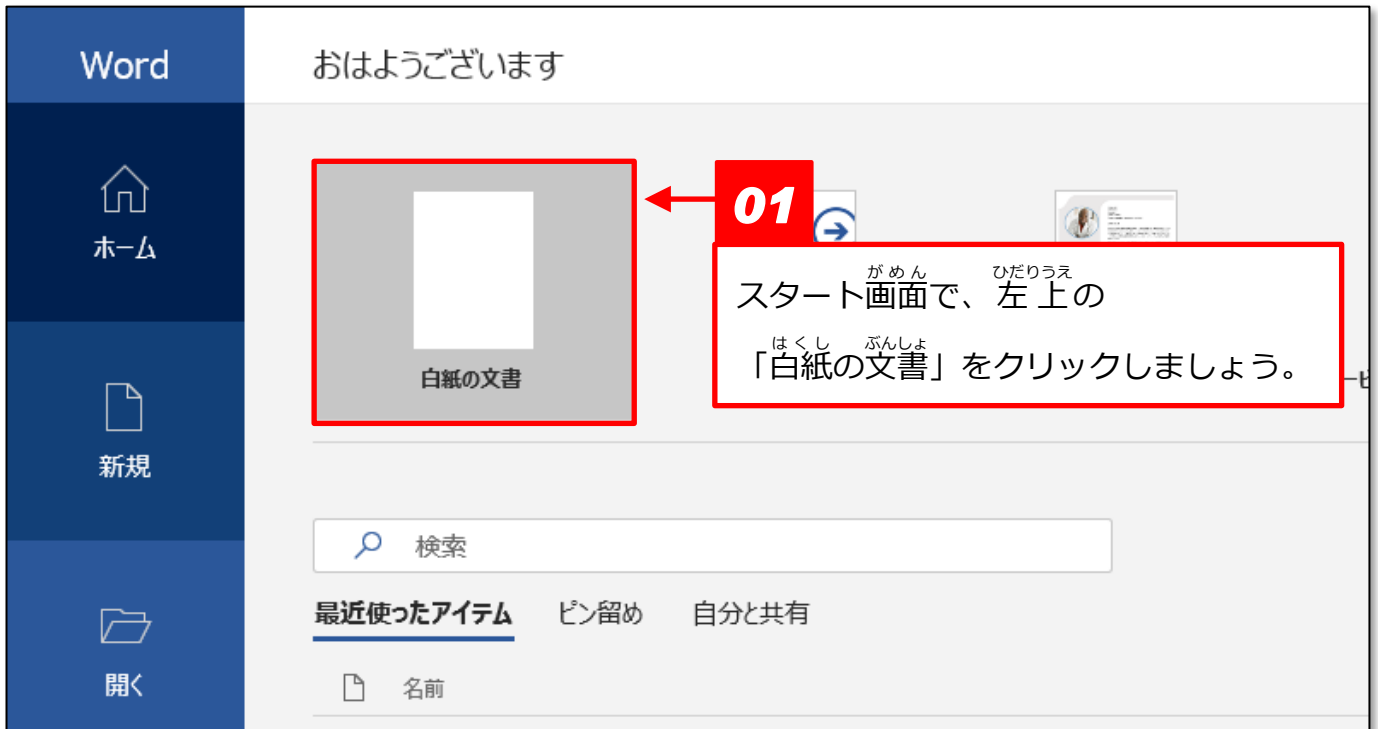 Word
おはようございます
ホーム
新規
開く
白紙の文書
01
スタート画面で、左上の
「白紙の文書」をクリックしましょう。
がめん
ひだりうえ
はくし
ぶんしょ
検索
最近使ったアイテム
ピン留め
自分と共有
名前